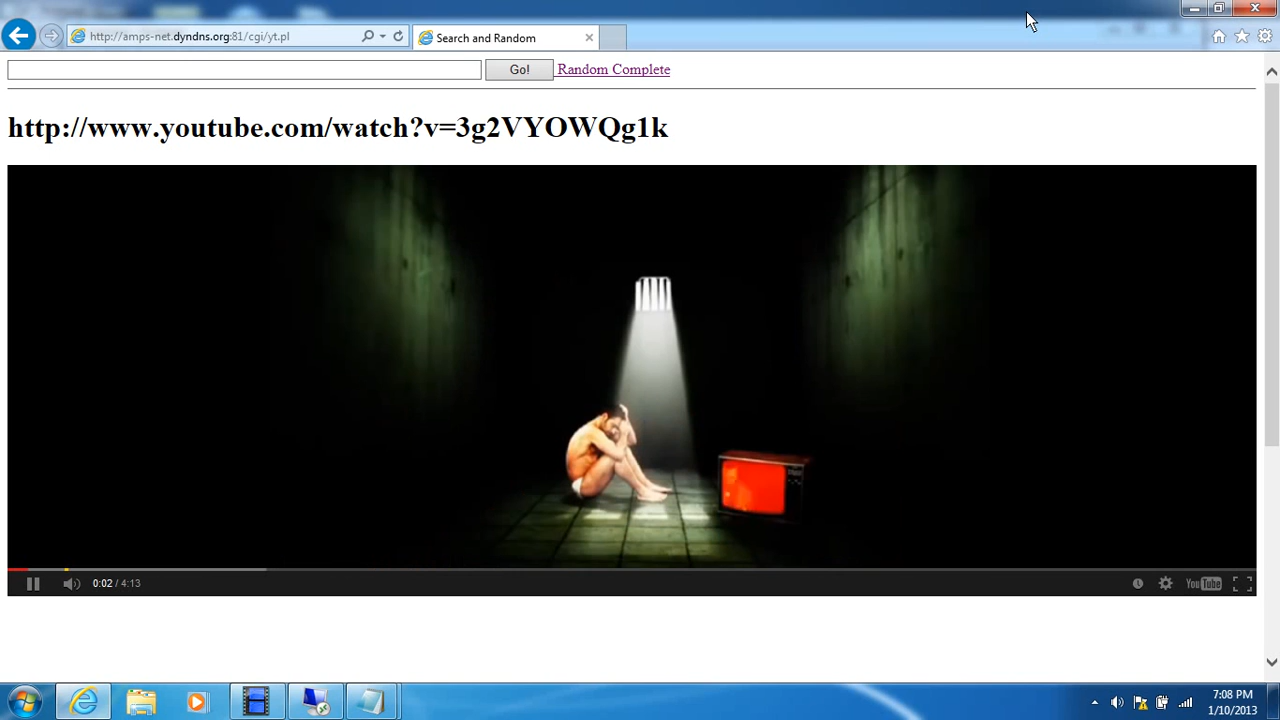 http://amps-net.dyndns.org:81/cgi/yt.pl
Search and Random
Go!
Random Complete
http://www.youtube.com/watch?v=3g2VYOWQg1k
0:02 / 4:13
YouTube
7:08 PM
1/10/2013